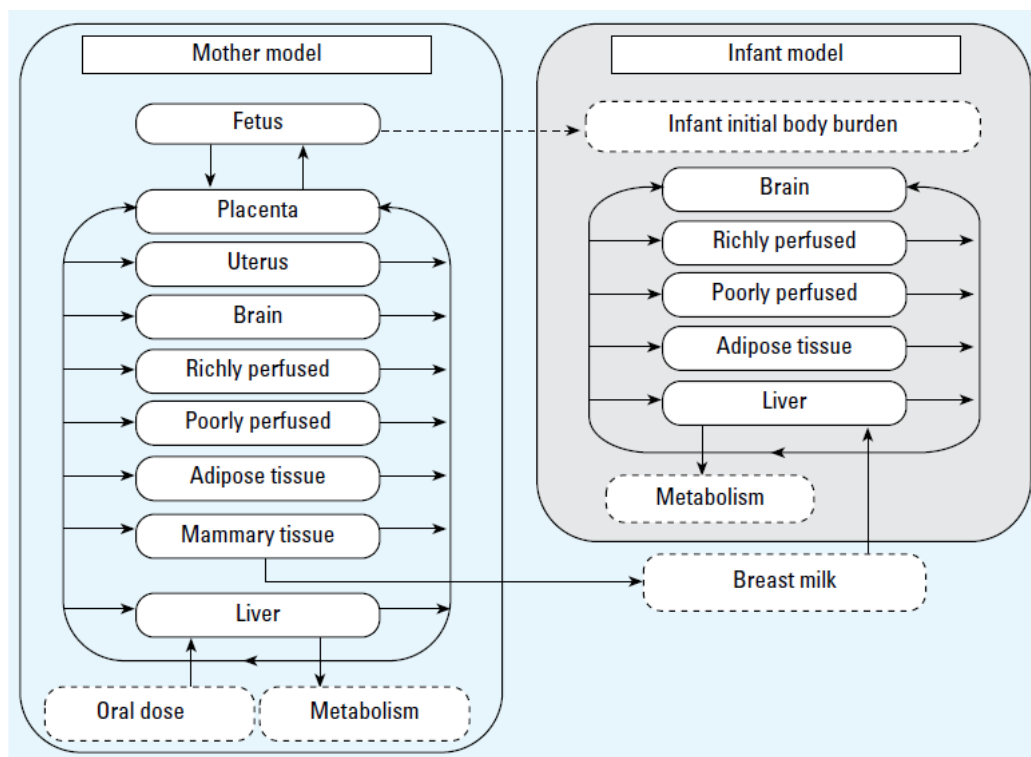 Mother model
Fetus
Placenta
Uterus
Brain
Richly perfused
Poorly perfused
Adipose tissue
Mammary tissue
Liver
Oral dose
Metabolism
Infant model
Infant initial body burden
Brain
Richly perfused
Poorly perfused
Adipose tissue
Liver
Metabolism
Breast milk